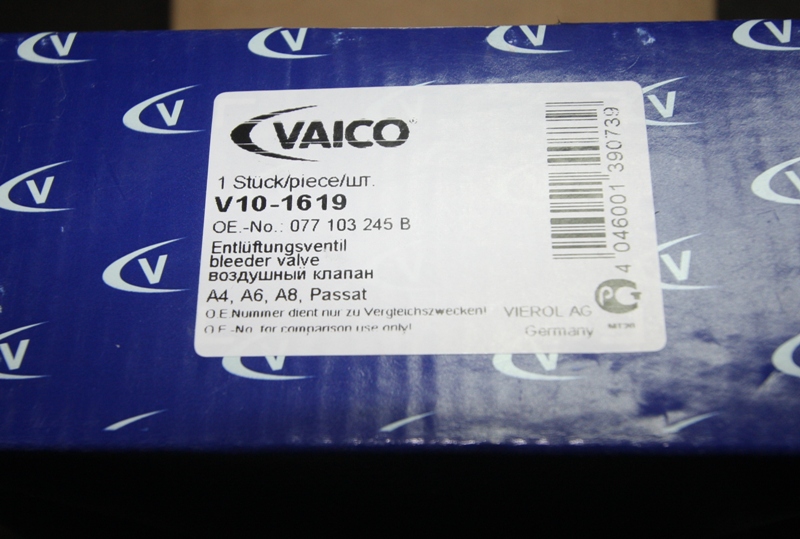 VAICO
1 Stück/piece/шт.
V10-1619
OE.-No.: 077 103 245 B
Entlüftungsventil
bleeder valve
воздушный клапан
A4, A6, A8, Passat
O.E.Nummer dient nur zu Vergleichszwecken!
O.E.-No. for comparison use only!
VIEROL AG
Germany
4 046001 390739